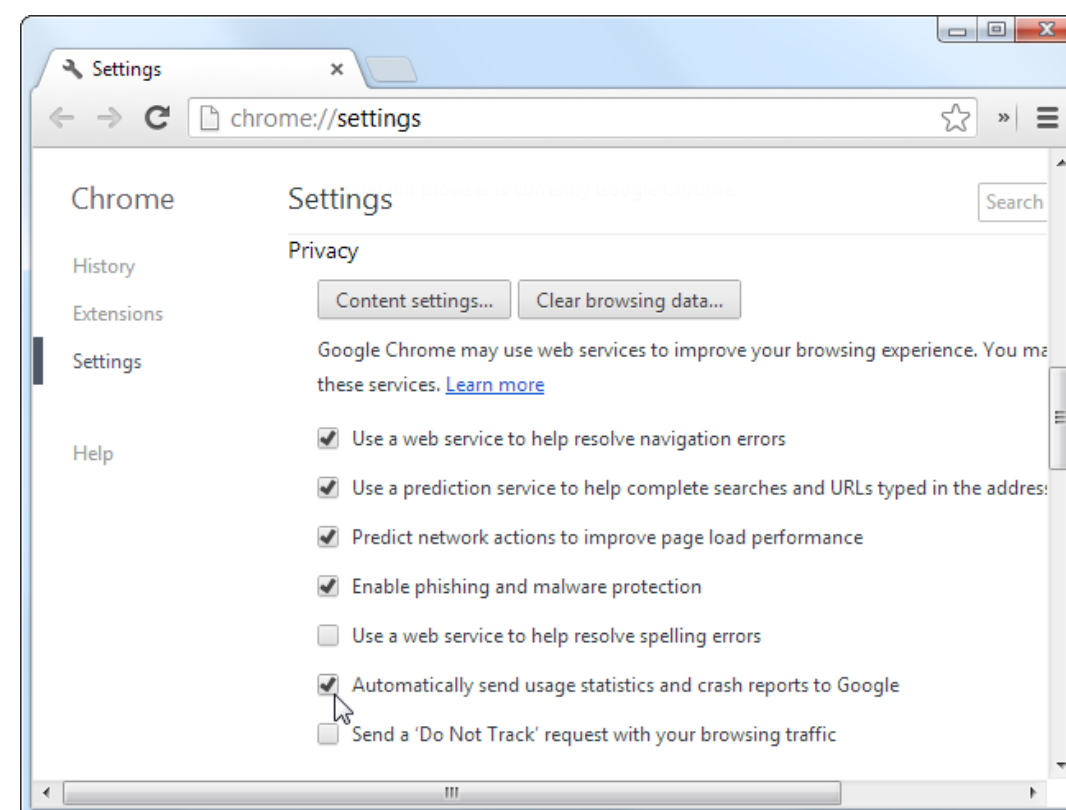 Settings
chrome://settings
Chrome
Settings
Search
History
Extensions
Settings
Help
Privacy
Content settings... Clear browsing data...
Google Chrome may use web services to improve your browsing experience. You ma
these services. Learn more
Use a web service to help resolve navigation errors
Use a prediction service to help complete searches and URLs typed in the address
Predict network actions to improve page load performance
Enable phishing and malware protection
Use a web service to help resolve spelling errors
Automatically send usage statistics and crash reports to Google
Send a ‘Do Not Track’ request with your browsing traffic